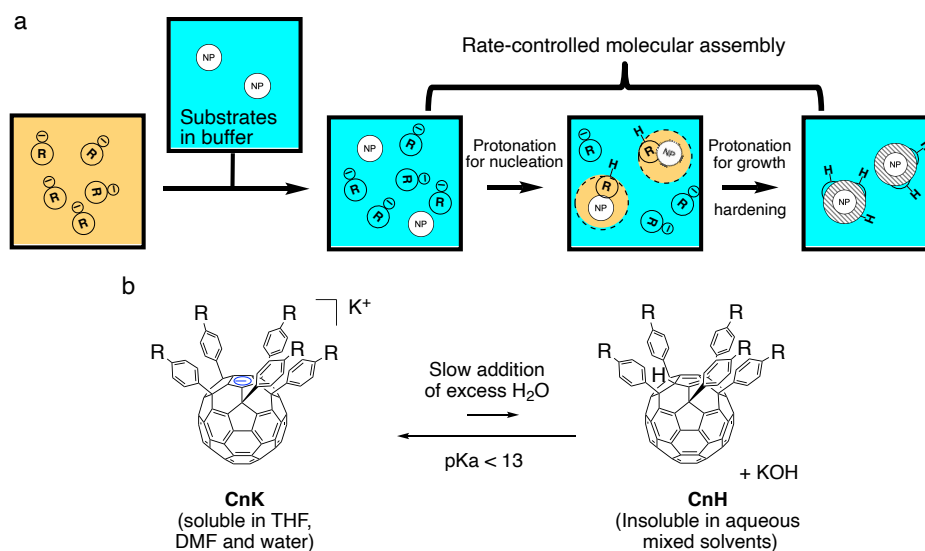 a
Rate-controlled molecular assembly
NP
NP
Substrates
in buffer
R
R
R
R
R
NP
R
R
R
R
R
NP
Protonation
for nucleation
R
H
R
NP
H
R
NP
R
R
Protonation
for growth
hardening
H
NP
H
H
NP
H
b
R
R
R
R
R
K+
Slow addition
of excess H2O
pKa < 13
R
R
R
R
R
H
+ KOH
CnK
(soluble in THF,
DMF and water)
CnH
(Insoluble in aqueous
mixed solvents)